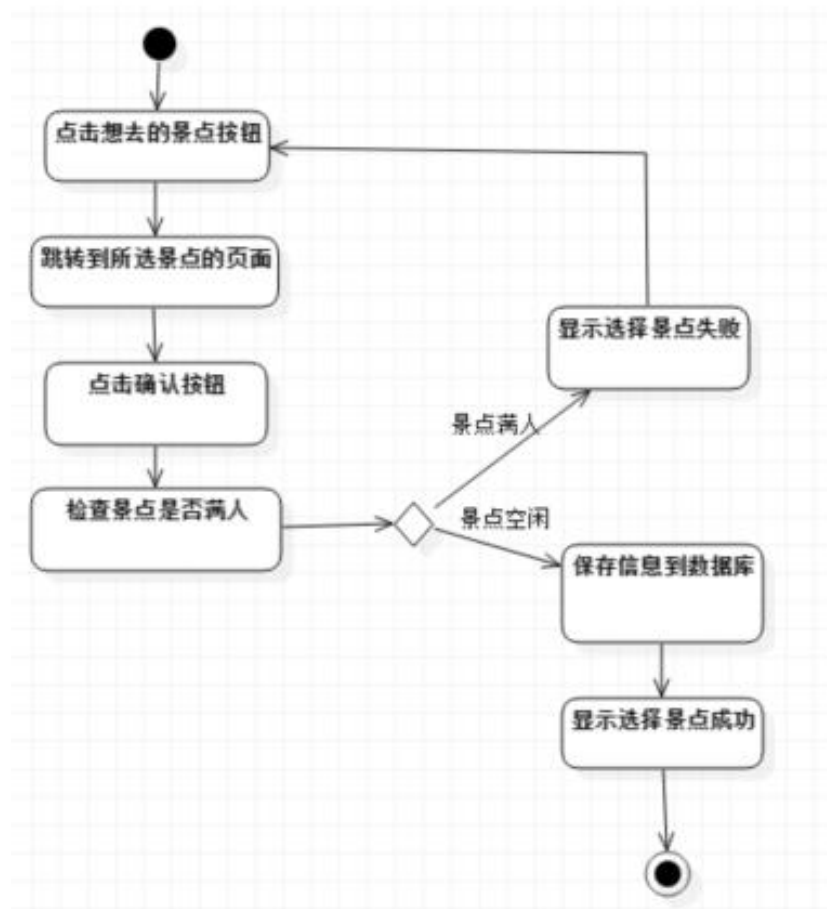 点击想去的景点按钮
跳转到所选景点的页面
点击确认按钮
检查景点是否满人
景点满人
显示选择景点失败
景点空闲
保存信息到数据库
显示选择景点成功